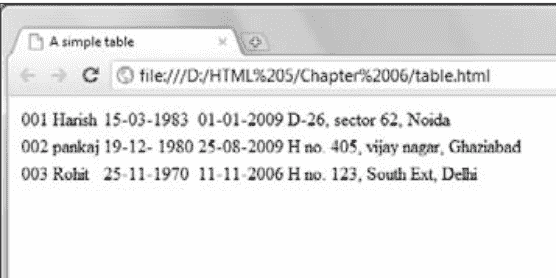 A simple table
file:///D:/HTML%205/Chapter%2006/table.html
001 Harish 15-03-1983 01-01-2009 D-26, sector 62, Noida
002 pankaj 19-12- 1980 25-08-2009 H no. 405, vijay nagar, Ghaziabad
003 Rohit 25-11-1970 11-11-2006 H no. 123, South Ext, Delhi